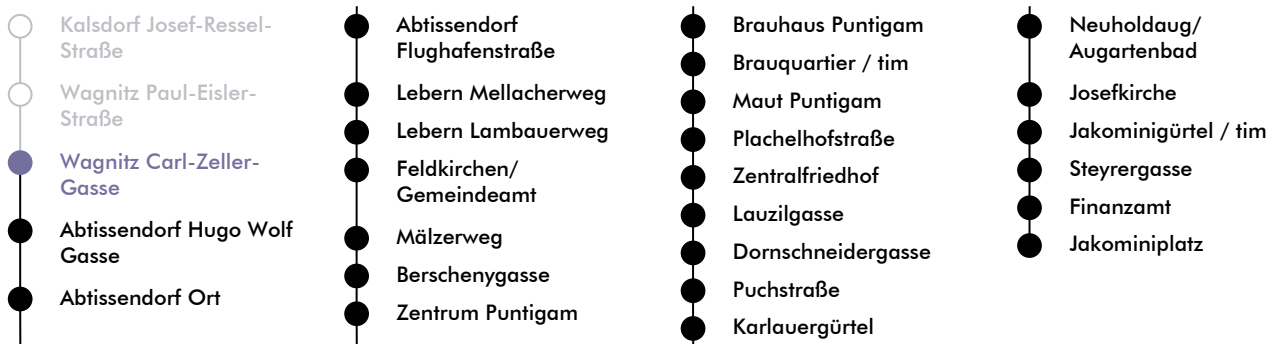 Kalsdorf Josef-Ressel-
Straße
Wagnitz Paul-Eisler-
Straße
Wagnitz Carl-Zeller-
Gasse
Abtissendorf Hugo Wolf
Gasse
Abtissendorf Ort
Abtissendorf
Flughafenstraße
Lebern Mellacherweg
Lebern Lambauerweg
Feldkirchen/
Gemeindeamt
Mälzerweg
Berschenygasse
Zentrum Puntigam
Brauhaus Puntigam
Brauquartier / tim
Maut Puntigam
Plachelhofstraße
Zentralfriedhof
Lauzilgasse
Dornschneidergasse
Puchstraße
Karlauergürtel
Neuholdaug/
Augartenbad
Josefkirche
Jakominigürtel / tim
Steyrergasse
Finanzamt
Jakominiplatz